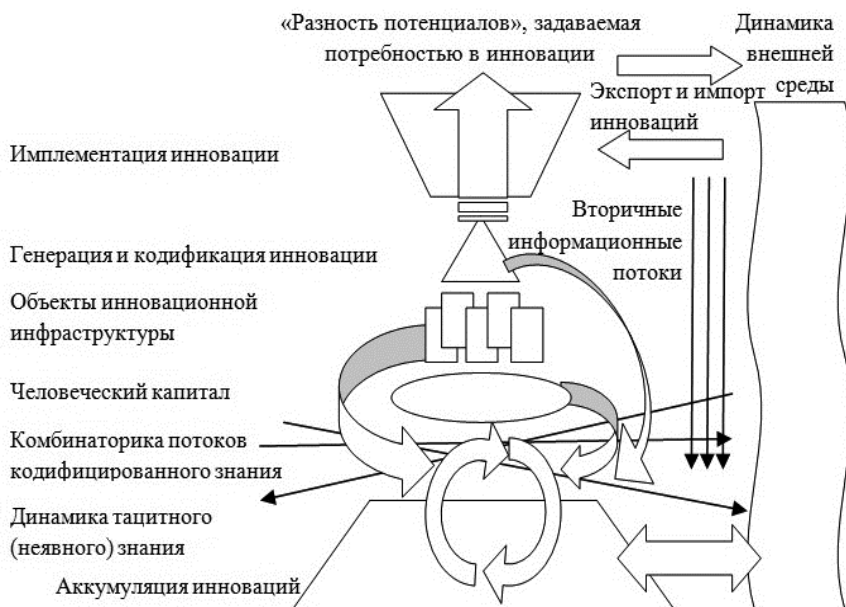 «Разность потенциалов», задаваемая
потребностью в инновации
Динамика
внешней
среды
Экспорт и импорт
инноваций
Имплементация инновации
Вторичные
информационные
потоки
Генерация и кодификация инновации
Объекты инновационной
инфраструктуры
Человеческий капитал
Комбинаторика потоков
кодифицированного знания
Динамика тацитного
(неявного) знания
Аккумуляция инноваций